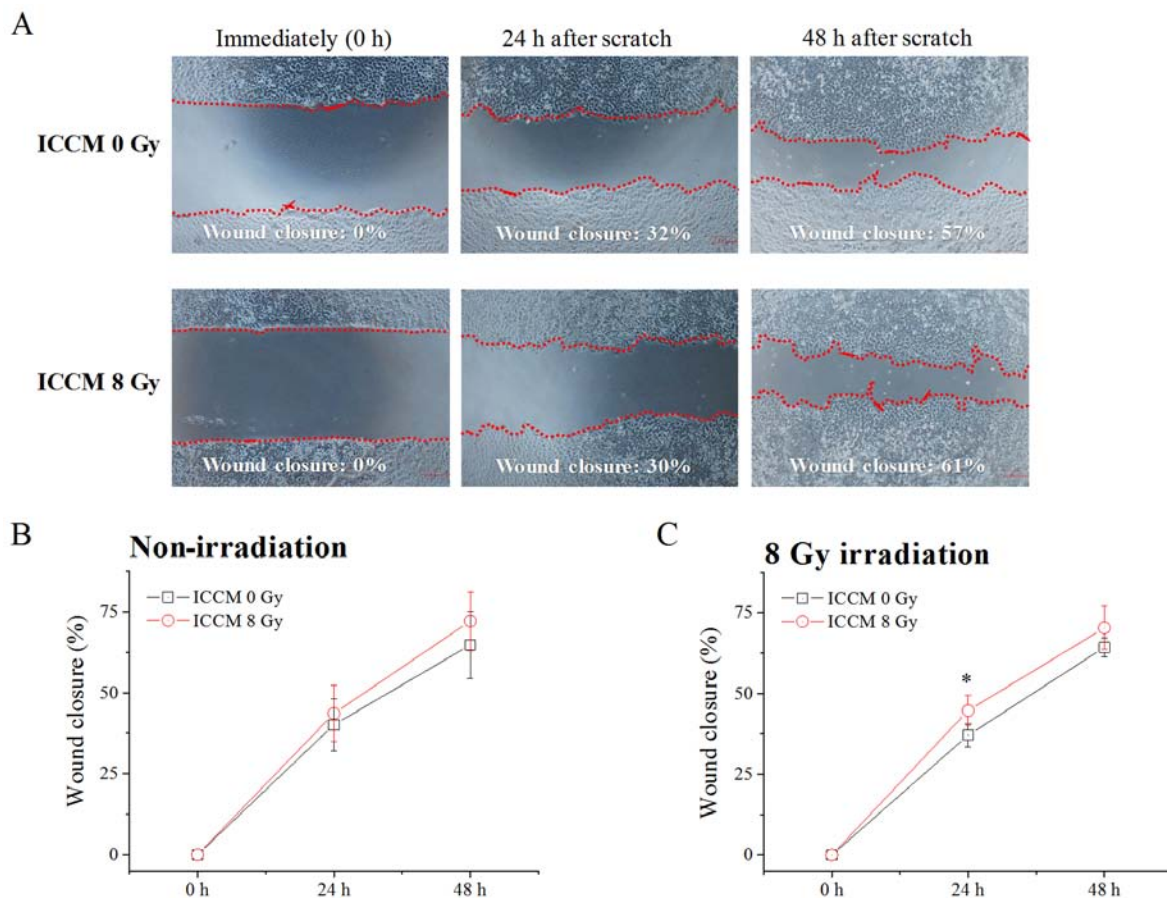 A
Immediately (0 h)
24 h after scratch
48 h after scratch
ICCM 0 Gy
Wound closure: 0%
Wound closure: 32%
Wound closure: 57%
ICCM 8 Gy
Wound closure: 0%
Wound closure: 30%
Wound closure: 61%
B
Non-irradiation
ICCM 0 Gy
ICCM 8 Gy
Wound closure (%)
75
50
25
0
0 h
24 h
48 h
C
8 Gy irradiation
ICCM 0 Gy
ICCM 8 Gy
Wound closure (%)
75
50
25
0
*
0 h
24 h
48 h